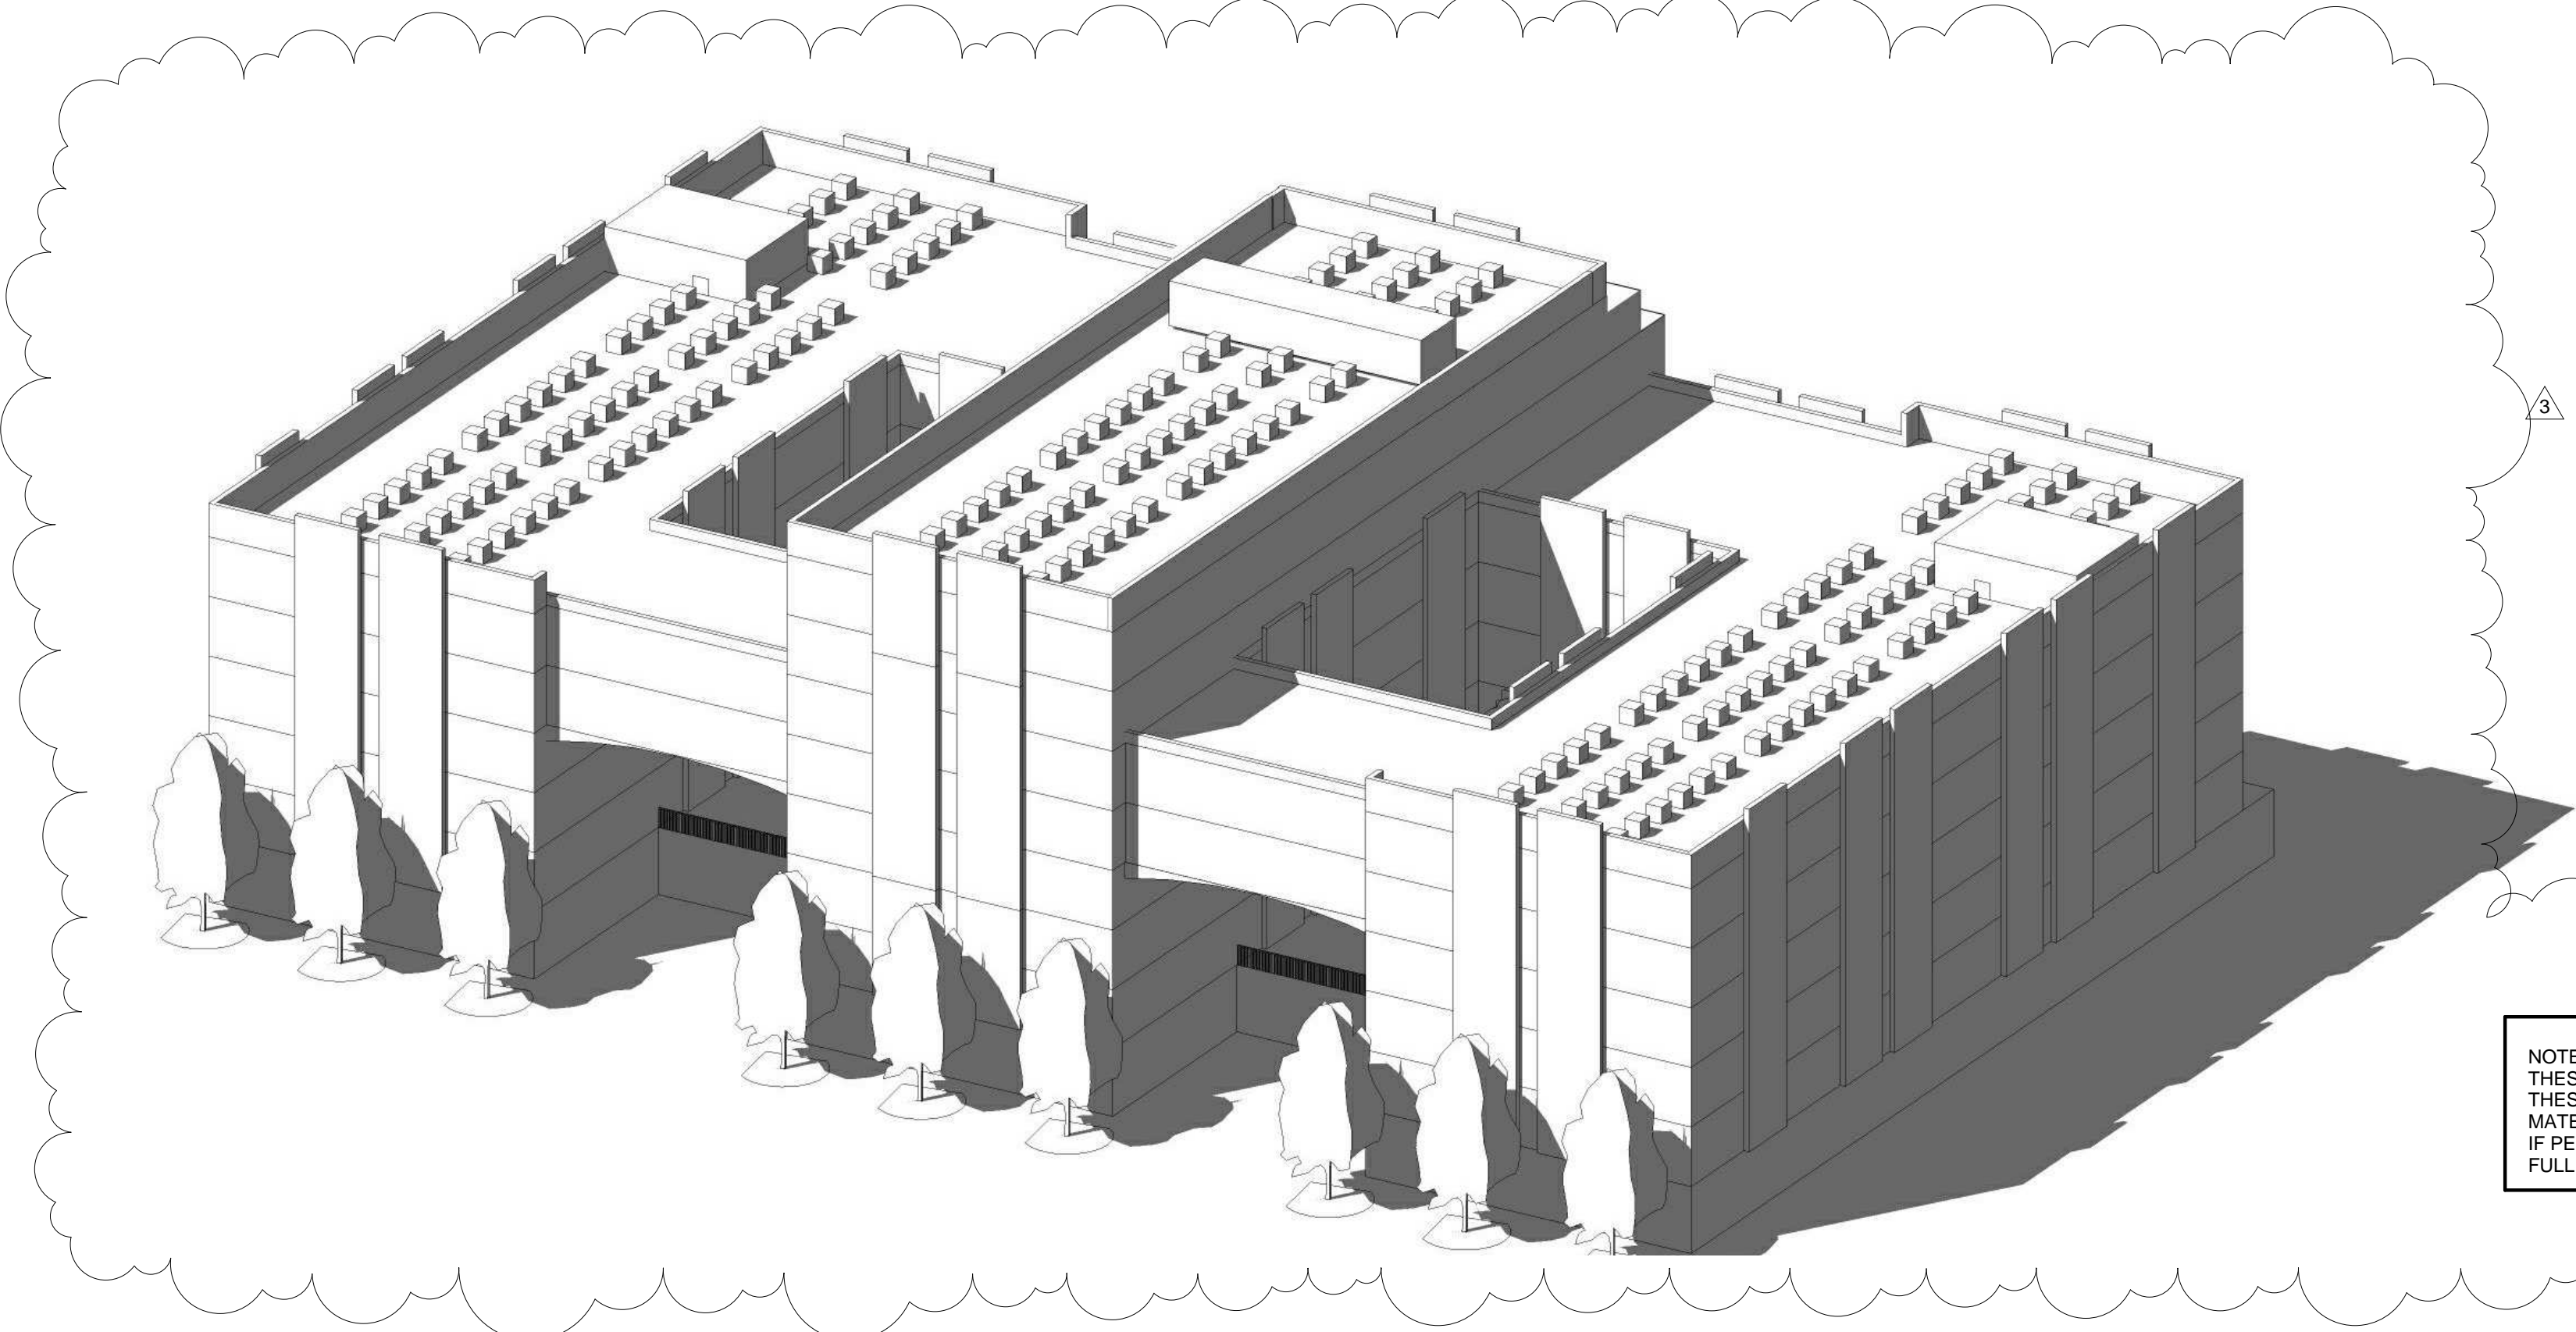 3
NOTE
THES
THES
MATE
IF PE
FULL